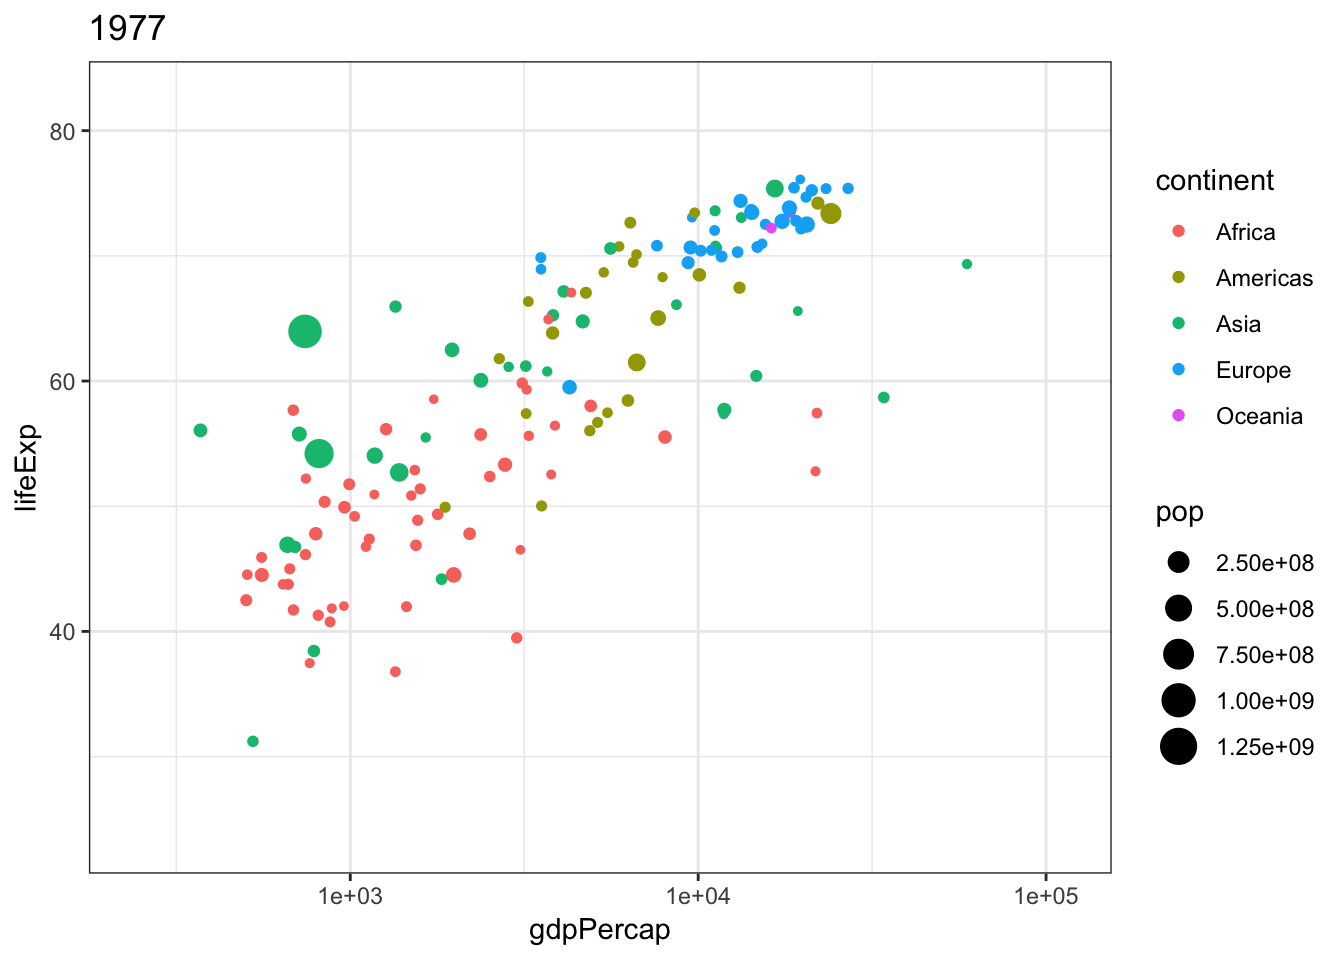 1977
lifeExp
80
60
40
1e+03
1e+04
1e+05
gdpPercap
continent
Africa
Americas
Asia
Europe
Oceania
pop
2.50e+08
5.00e+08
7.50e+08
1.00e+09
1.25e+09